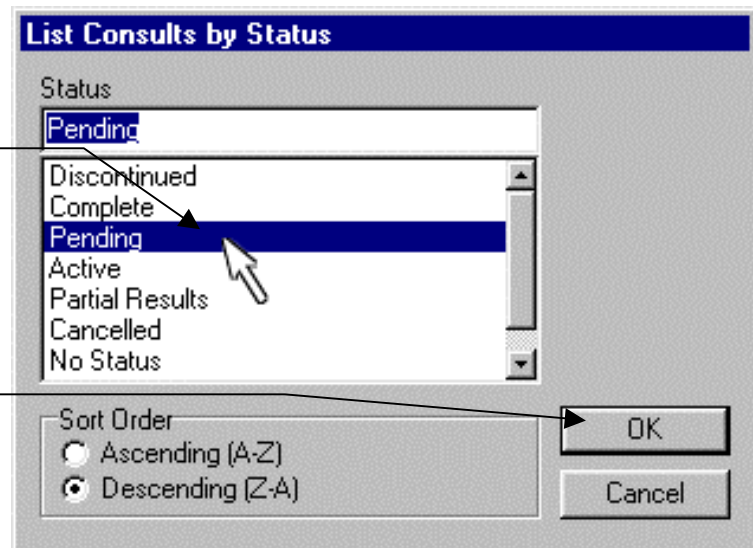 List Consults by Status
Status
Pending
Discontinued
Complete
Pending
Active
Partial Results
Cancelled
No Status
Sort Order
Ascending (A-Z)
Descending (Z-A)
OK
Cancel